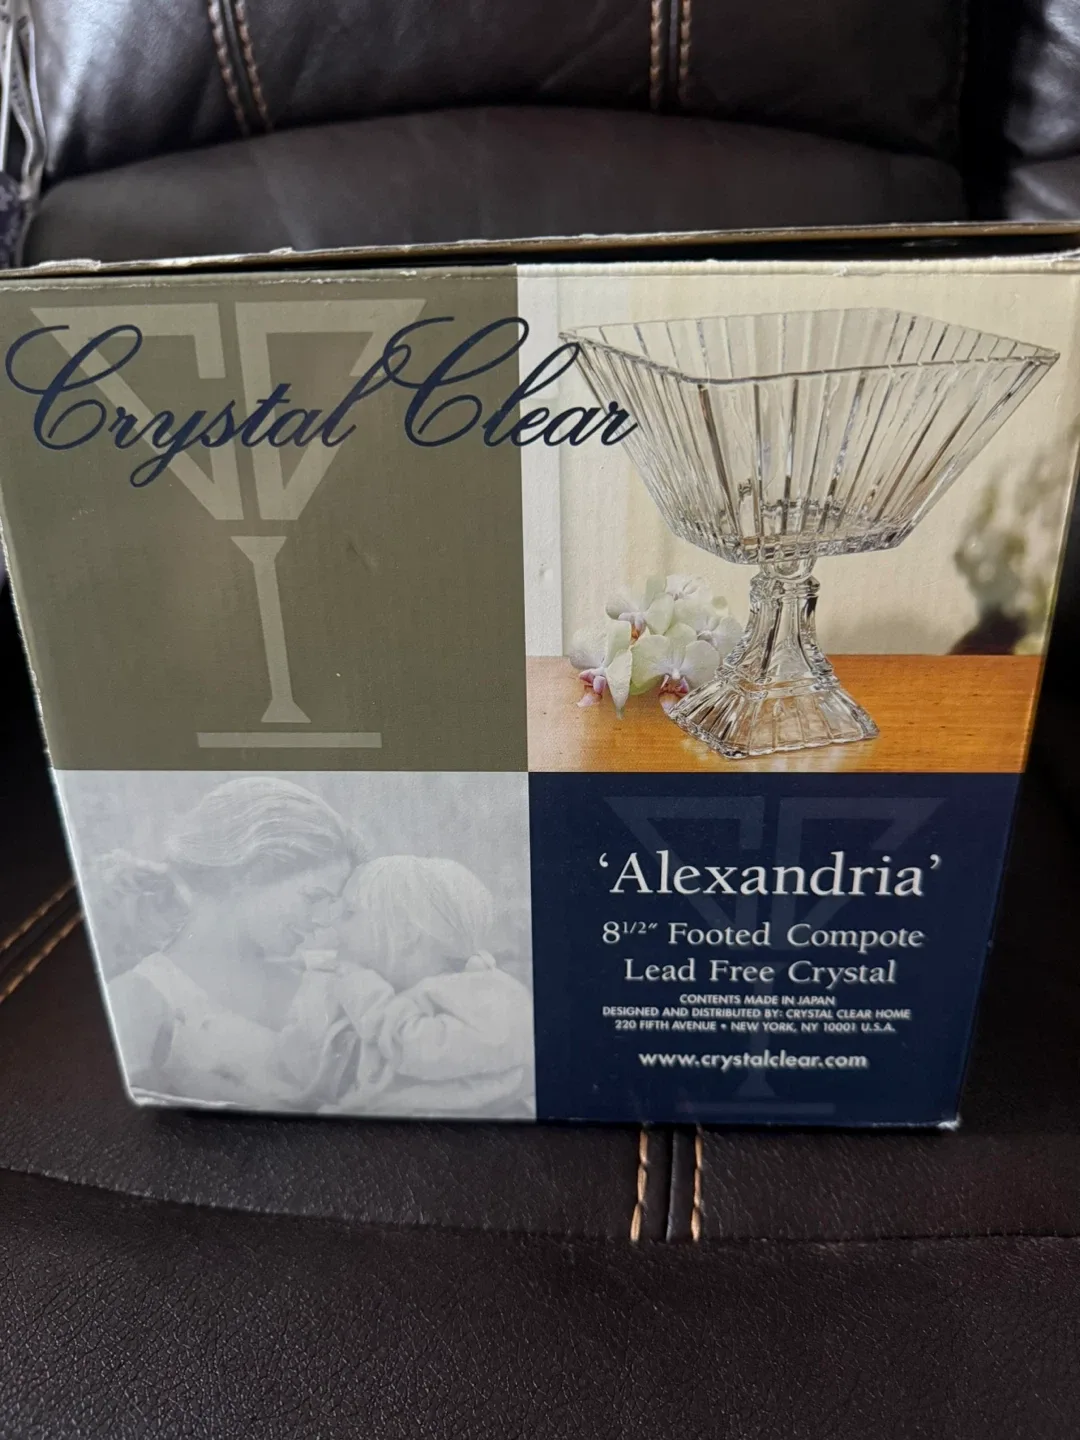 Crystal Clear
'Alexandria'
8 1/2" Footed Compote
Lead Free Crystal
CONTENTS MADE IN JAPAN
DESIGNED AND DISTRIBUTED BY: CRYSTAL CLEAR HOME
220 FIFTH AVENUE • NEW YORK, NY 10001 U.S.A.
www.crystalclear.com